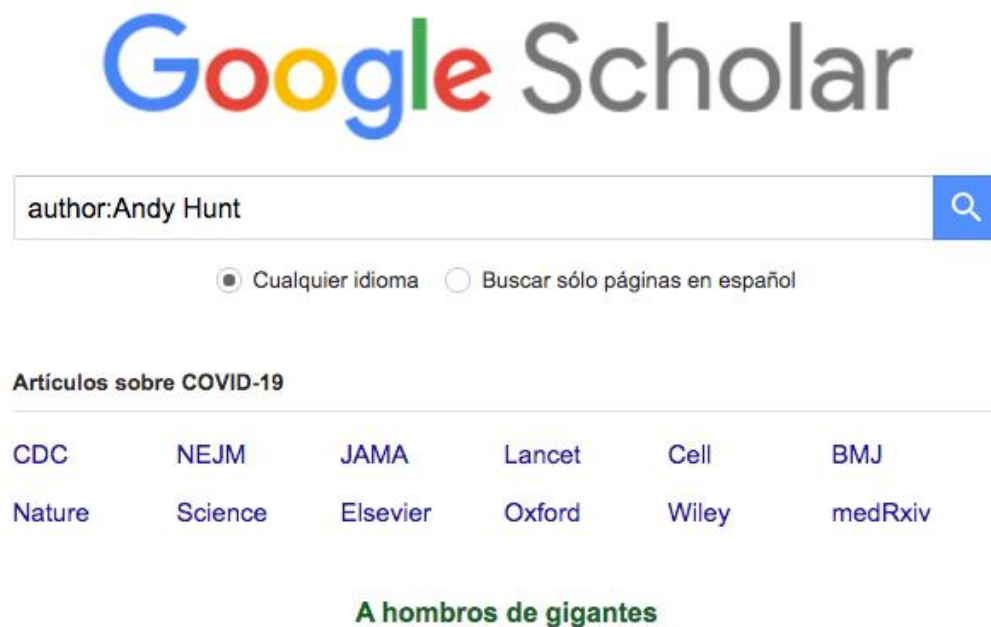 Google Scholar
author:Andy Hunt
Cualquier idioma Buscar sólo páginas en español
Artículos sobre COVID-19
CDC NEJM JAMA Lancet Cell BMJ
Nature Science Elsevier Oxford Wiley medRxiv
A hombros de gigantes